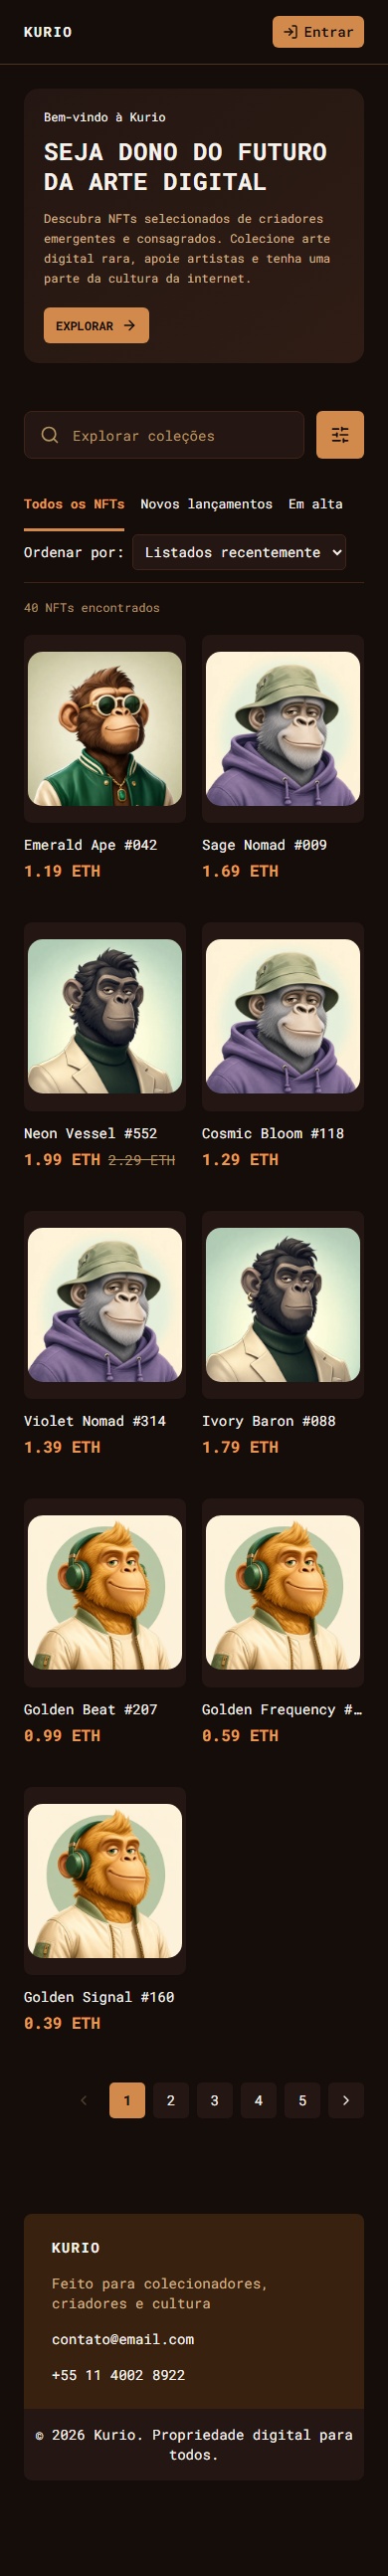 KURIO
Entrar
Bem-vindo à Kurio
SEJA DONO DO FUTURO
DA ARTE DIGITAL
Descubra NFTs selecionados de criadores
emergentes e consagrados. Colecione arte
digital rara, apoie artistas e tenha uma
parte da cultura da internet.
EXPLORAR
Explorar coleções
Todos os NFTs Novos lançamentos Em alta
Ordenar por: Listados recentemente
40 NFTs encontrados
Emerald Ape #042
1.19 ETH
Sage Nomad #009
1.69 ETH
Neon Vessel #552
1.99 ETH 2.29 ETH
Cosmic Bloom #118
1.29 ETH
Violet Nomad #314
1.39 ETH
Ivory Baron #088
1.79 ETH
Golden Beat #207
0.99 ETH
Golden Frequency #…
0.59 ETH
Golden Signal #160
0.39 ETH
1 2 3 4 5
KURIO
Feito para colecionadores,
criadores e cultura
contato@email.com
+55 11 4002 8922
© 2026 Kurio. Propriedade digital para
todos.